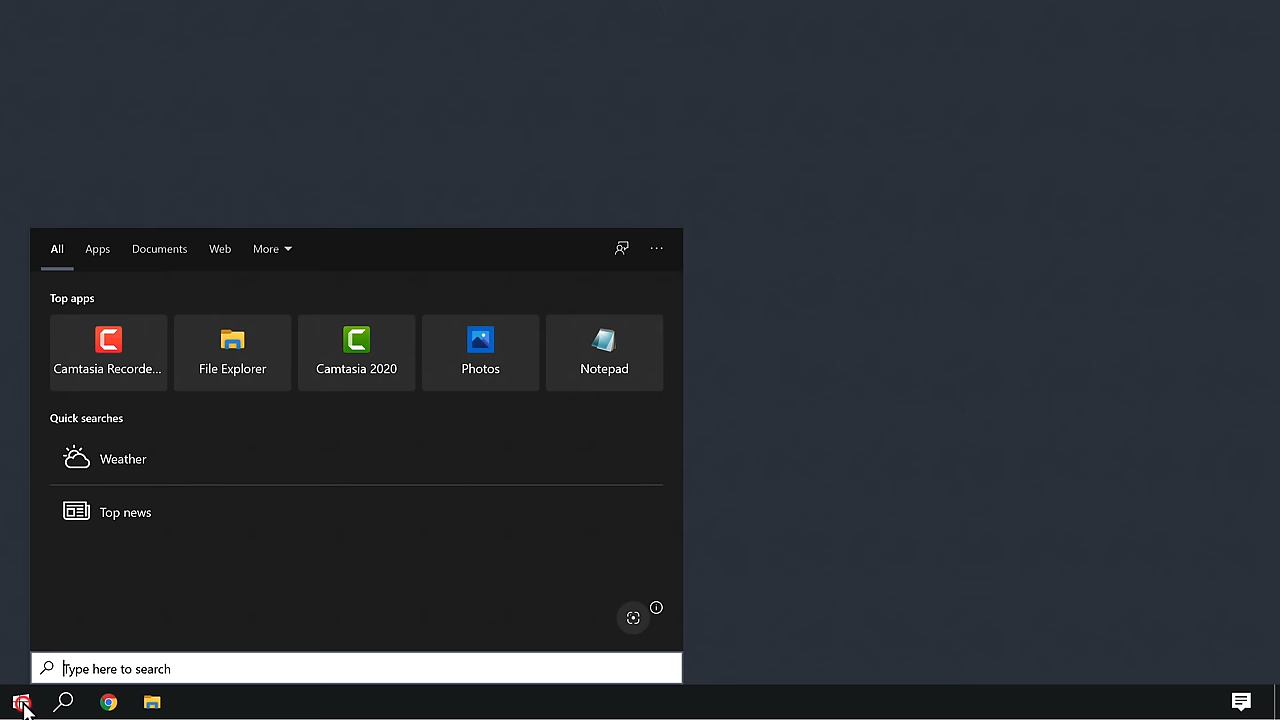 All Apps Documents Web More
Top apps
Camtasia Recorde... File Explorer Camtasia 2020 Photos Notepad
Quick searches
Weather
Top news
Type here to search